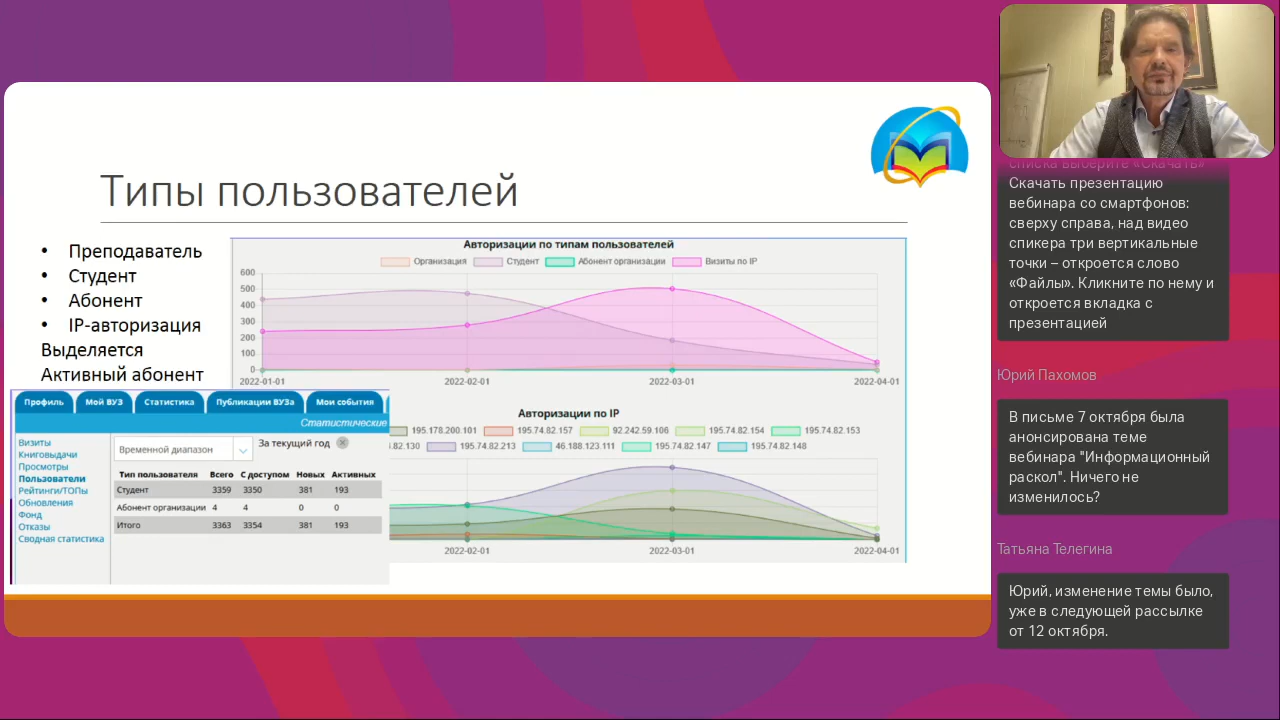 Типы пользователей
• Преподаватель
• Студент
• Абонент
• IP-авторизация
Выделяется
Активный абонент
Авторизации по типам пользователей
Организация Студент Абонент организации Визиты по IP
600
500
400
300
200
100
0
2022-01-01 2022-02-01 2022-03-01 2022-04-01
Авторизации по IP
195.178.200.101 195.74.82.157 92.242.59.106 195.74.82.154 195.74.82.153
.82.130 195.74.82.213 46.188.123.111 195.74.82.147 195.74.82.148
2022-02-01 2022-03-01 2022-04-01
Профиль Мой ВУЗ Статистика Публикации ВУЗа Мои события
Статистические
Визиты
Книговыдачи
Просмотры
Пользователи
Рейтинги/ТОПы
Обновления
Фонд
Отказы
Сводная статистика
Временной диапазон За текущий год
Тип пользователя Всего С доступом Новых Активных
Студент 3359 3350 381 193
Абонент организации 4 4 0 0
Итого 3363 3354 381 193
списка выберите «Скачать»
Скачать презентацию
вебинара со смартфонов:
сверху справа, над видео
спикера три вертикальные
точки – откроется слово
«Файлы». Кликните по нему и
откроется вкладка с
презентацией
Юрий Пахомов
В письме 7 октября была
анонсирована теме
вебинара "Информационный
раскол". Ничего не
изменилось?
Татьяна Телегина
Юрий, изменение темы было,
уже в следующей рассылке
от 12 октября.